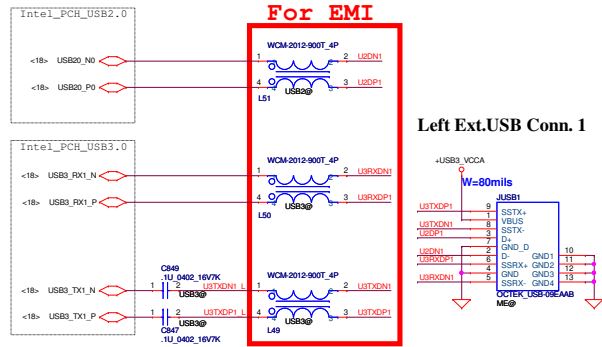 Intel_PCH_USB2.0
For EMI
WCM-2012-900T_4P
<18> USB20_N0 1 2 U2DN1
<18> USB20_P0 4 3 U2DP1
USB2@
L51
Left Ext.USB Conn. 1
Intel_PCH_USB3.0
WCM-2012-900T_4P
<18> USB3_RX1_N 1 2 U3RXDN1
<18> USB3_RX1_P 4 3 U3RXDP1
USB3@
L50
+USB3_VCCA
W=80mils
JUSB1
U3TXDP1 9 SSTX+
1 VBUS
U3TXDN1 8 SSTX-
U2DP1 3 D+
7 GND_D
U2DN1 2 D- GND1 10
U3RXDP1 6 SSRX+ GND2 11
4 GND GND3 12
U3RXDN1 5 SSRX- GND4 13
OCTEK_USB-09EAAB
ME@
C849
.1U_0402_16V7K
WCM-2012-900T_4P
<18> USB3_TX1_N 1 2 U3TXDN1_L 1 2 U3TXDN1
USB3@
<18> USB3_TX1_P 1 2 U3TXDP1_L 4 3 U3TXDP1
USB3@
USB3@
C847
L49
.1U_0402_16V7K